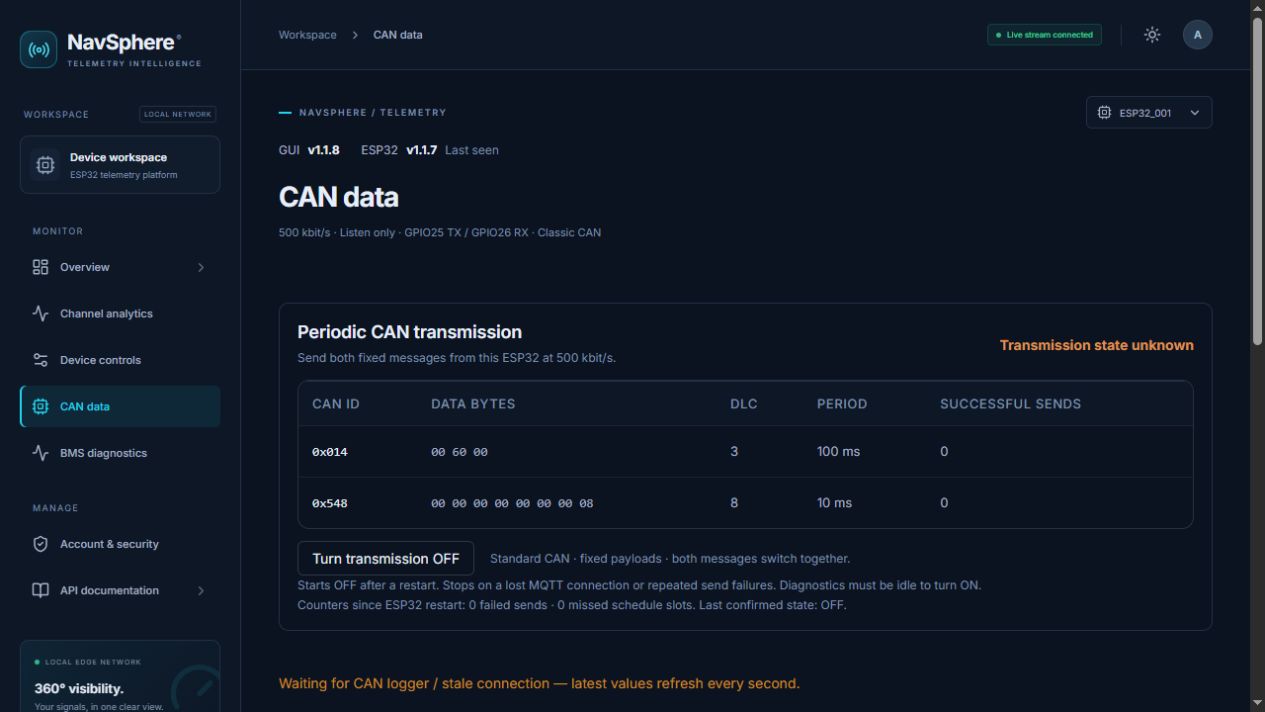 NavSphere®
TELEMETRY INTELLIGENCE
WORKSPACE
LOCAL NETWORK
Device workspace
ESP32 telemetry platform
MONITOR
Overview
Channel analytics
Device controls
CAN data
BMS diagnostics
MANAGE
Account & security
API documentation
LOCAL EDGE NETWORK
360° visibility.
Your signals, in one clear view.
Workspace > CAN data
Live stream connected
A
NAVSPHERE / TELEMETRY
ESP32_001
GUI v1.1.8 ESP32 v1.1.7 Last seen
CAN data
500 kbit/s · Listen only · GPIO25 TX / GPIO26 RX · Classic CAN
Periodic CAN transmission
Send both fixed messages from this ESP32 at 500 kbit/s.
Transmission state unknown
CAN ID DATA BYTES DLC PERIOD SUCCESSFUL SENDS
0x014 00 60 00 3 100 ms 0
0x548 00 00 00 00 00 00 00 08 8 10 ms 0
Turn transmission OFF Standard CAN · fixed payloads · both messages switch together.
Starts OFF after a restart. Stops on a lost MQTT connection or repeated send failures. Diagnostics must be idle to turn ON.
Counters since ESP32 restart: 0 failed sends · 0 missed schedule slots. Last confirmed state: OFF.
Waiting for CAN logger / stale connection — latest values refresh every second.